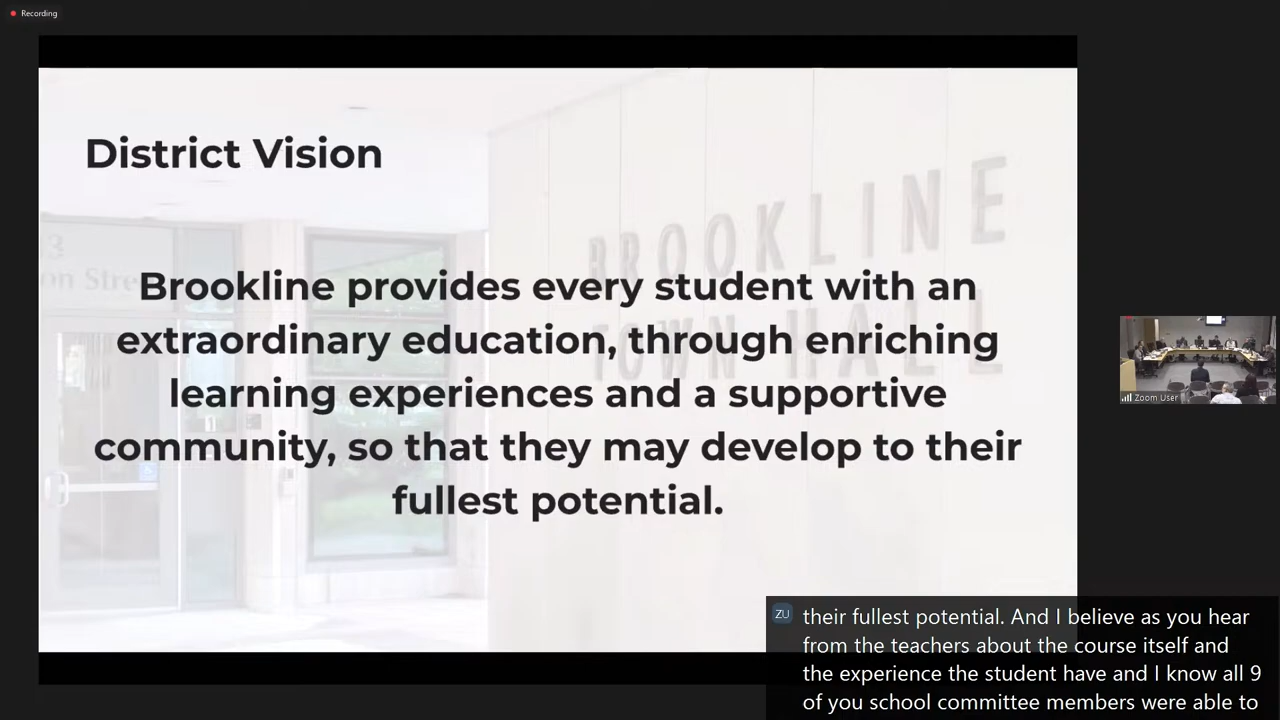 Recording
District Vision
BROOKLINE
TOWN HALL
3
on Stre
Brookline provides every student with an
extraordinary education, through enriching
learning experiences and a supportive
community, so that they may develop to their
fullest potential.
Zoom User
ZU
their fullest potential. And I believe as you hear
from the teachers about the course itself and
the experience the student have and I know all 9
of you school committee members were able to